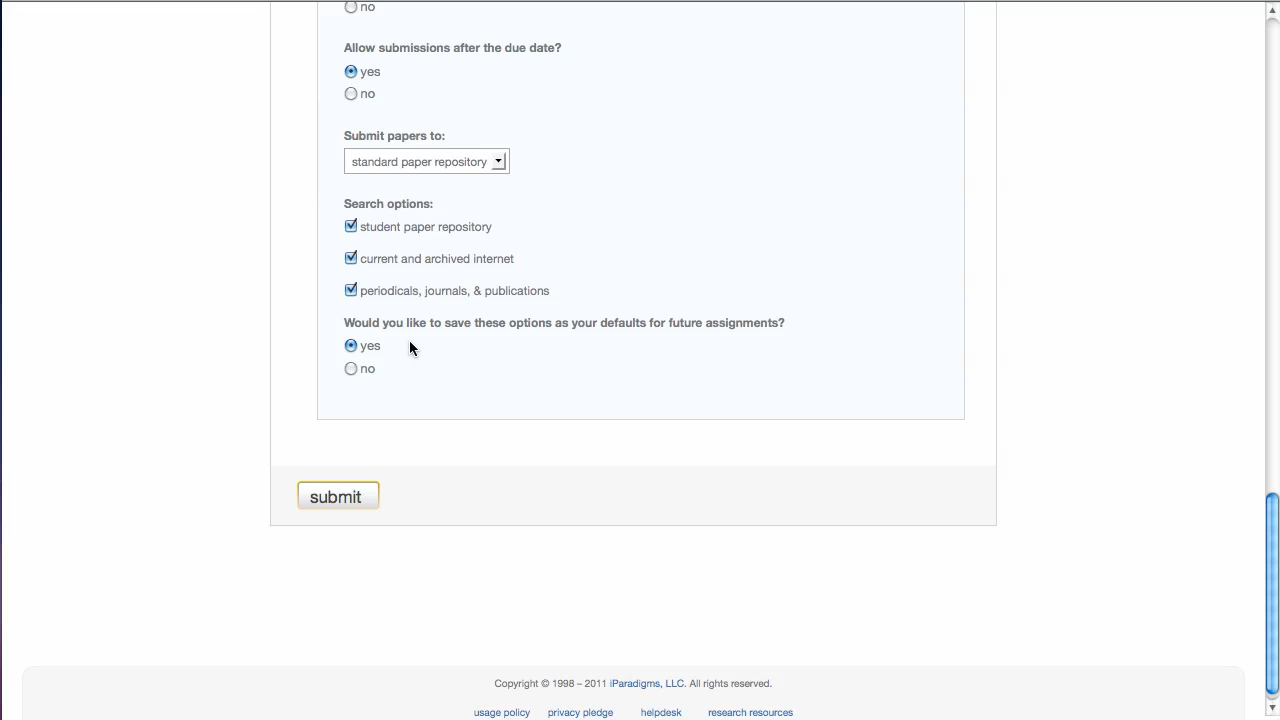 no
Allow submissions after the due date?
yes
no
Submit papers to:
standard paper repository
Search options:
student paper repository
current and archived internet
periodicals, journals, & publications
Would you like to save these options as your defaults for future assignments?
yes
no
submit
Copyright © 1998 – 2011 iParadigms, LLC. All rights reserved.
usage policy privacy pledge helpdesk research resources